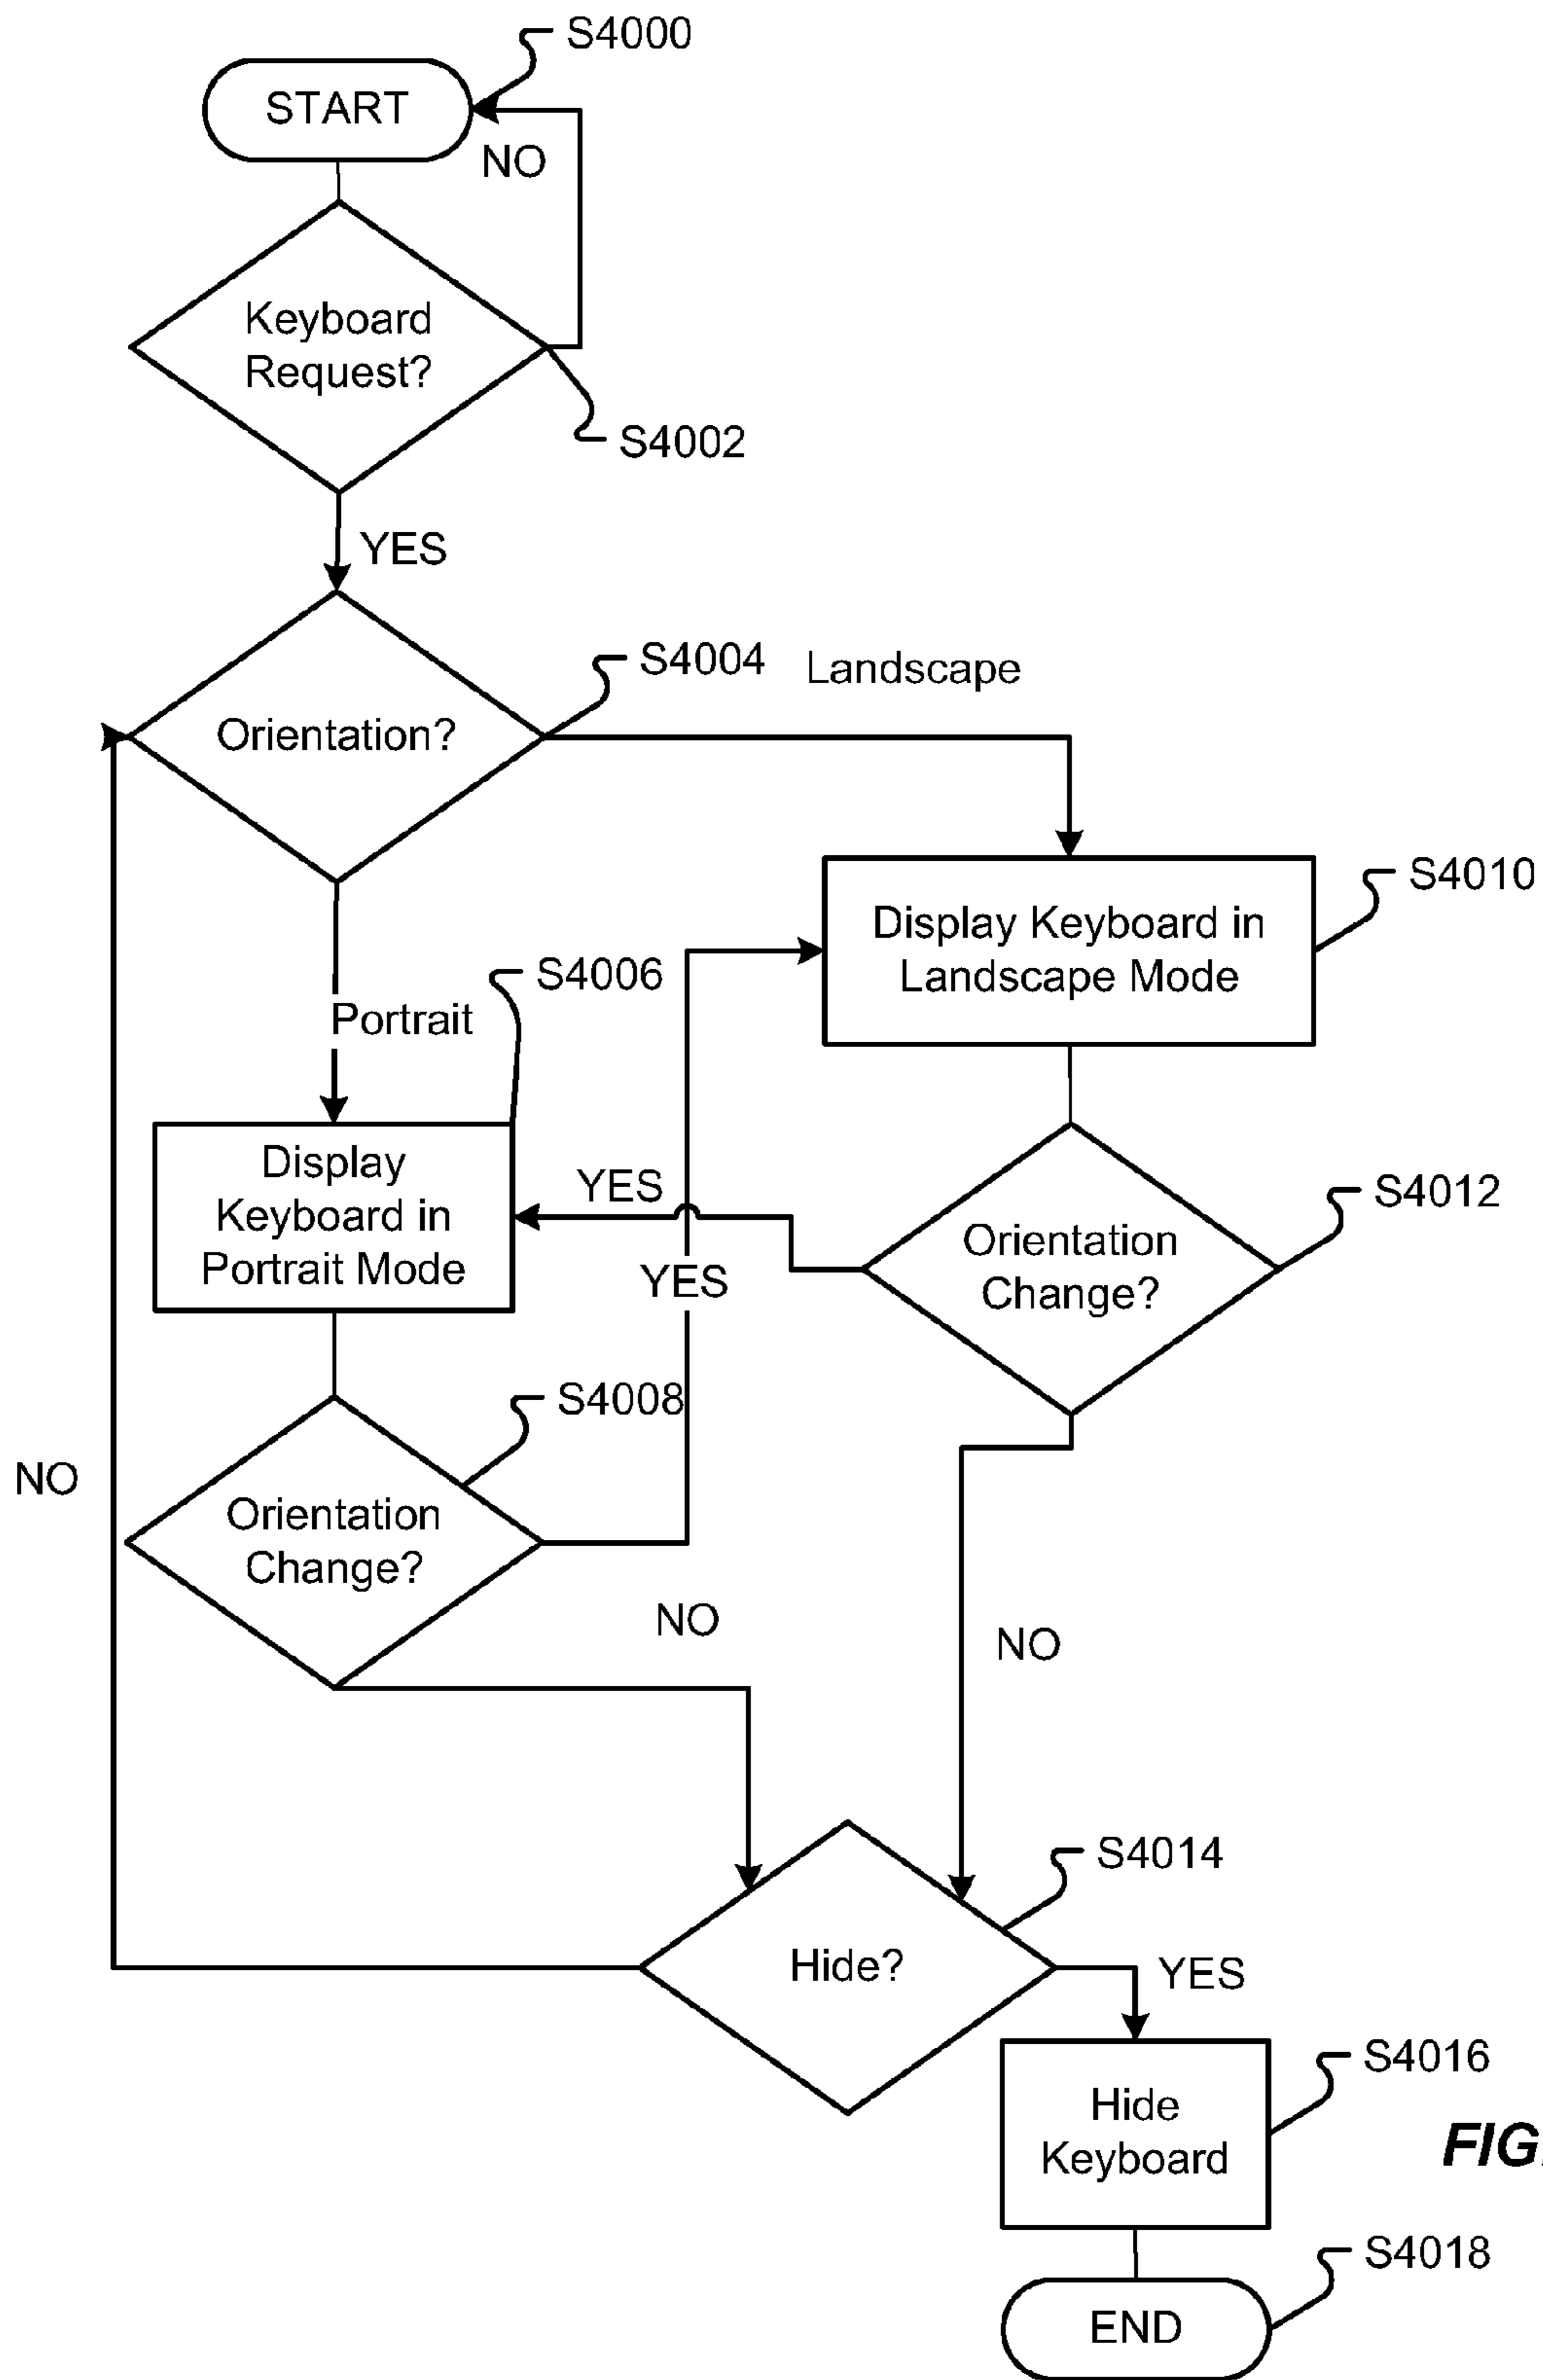 S4000
START
NO
Keyboard
Request?
S4002
YES
S4004
Landscape
Orientation?
S4010
Display Keyboard in
Landscape Mode
S4006
Portrait
Display
Keyboard in
Portrait Mode
YES
S4012
Orientation
Change?
YES
S4008
NO
Orientation
Change?
NO
NO
S4014
Hide?
YES
S4016
Hide
Keyboard
FIG.
S4018
END